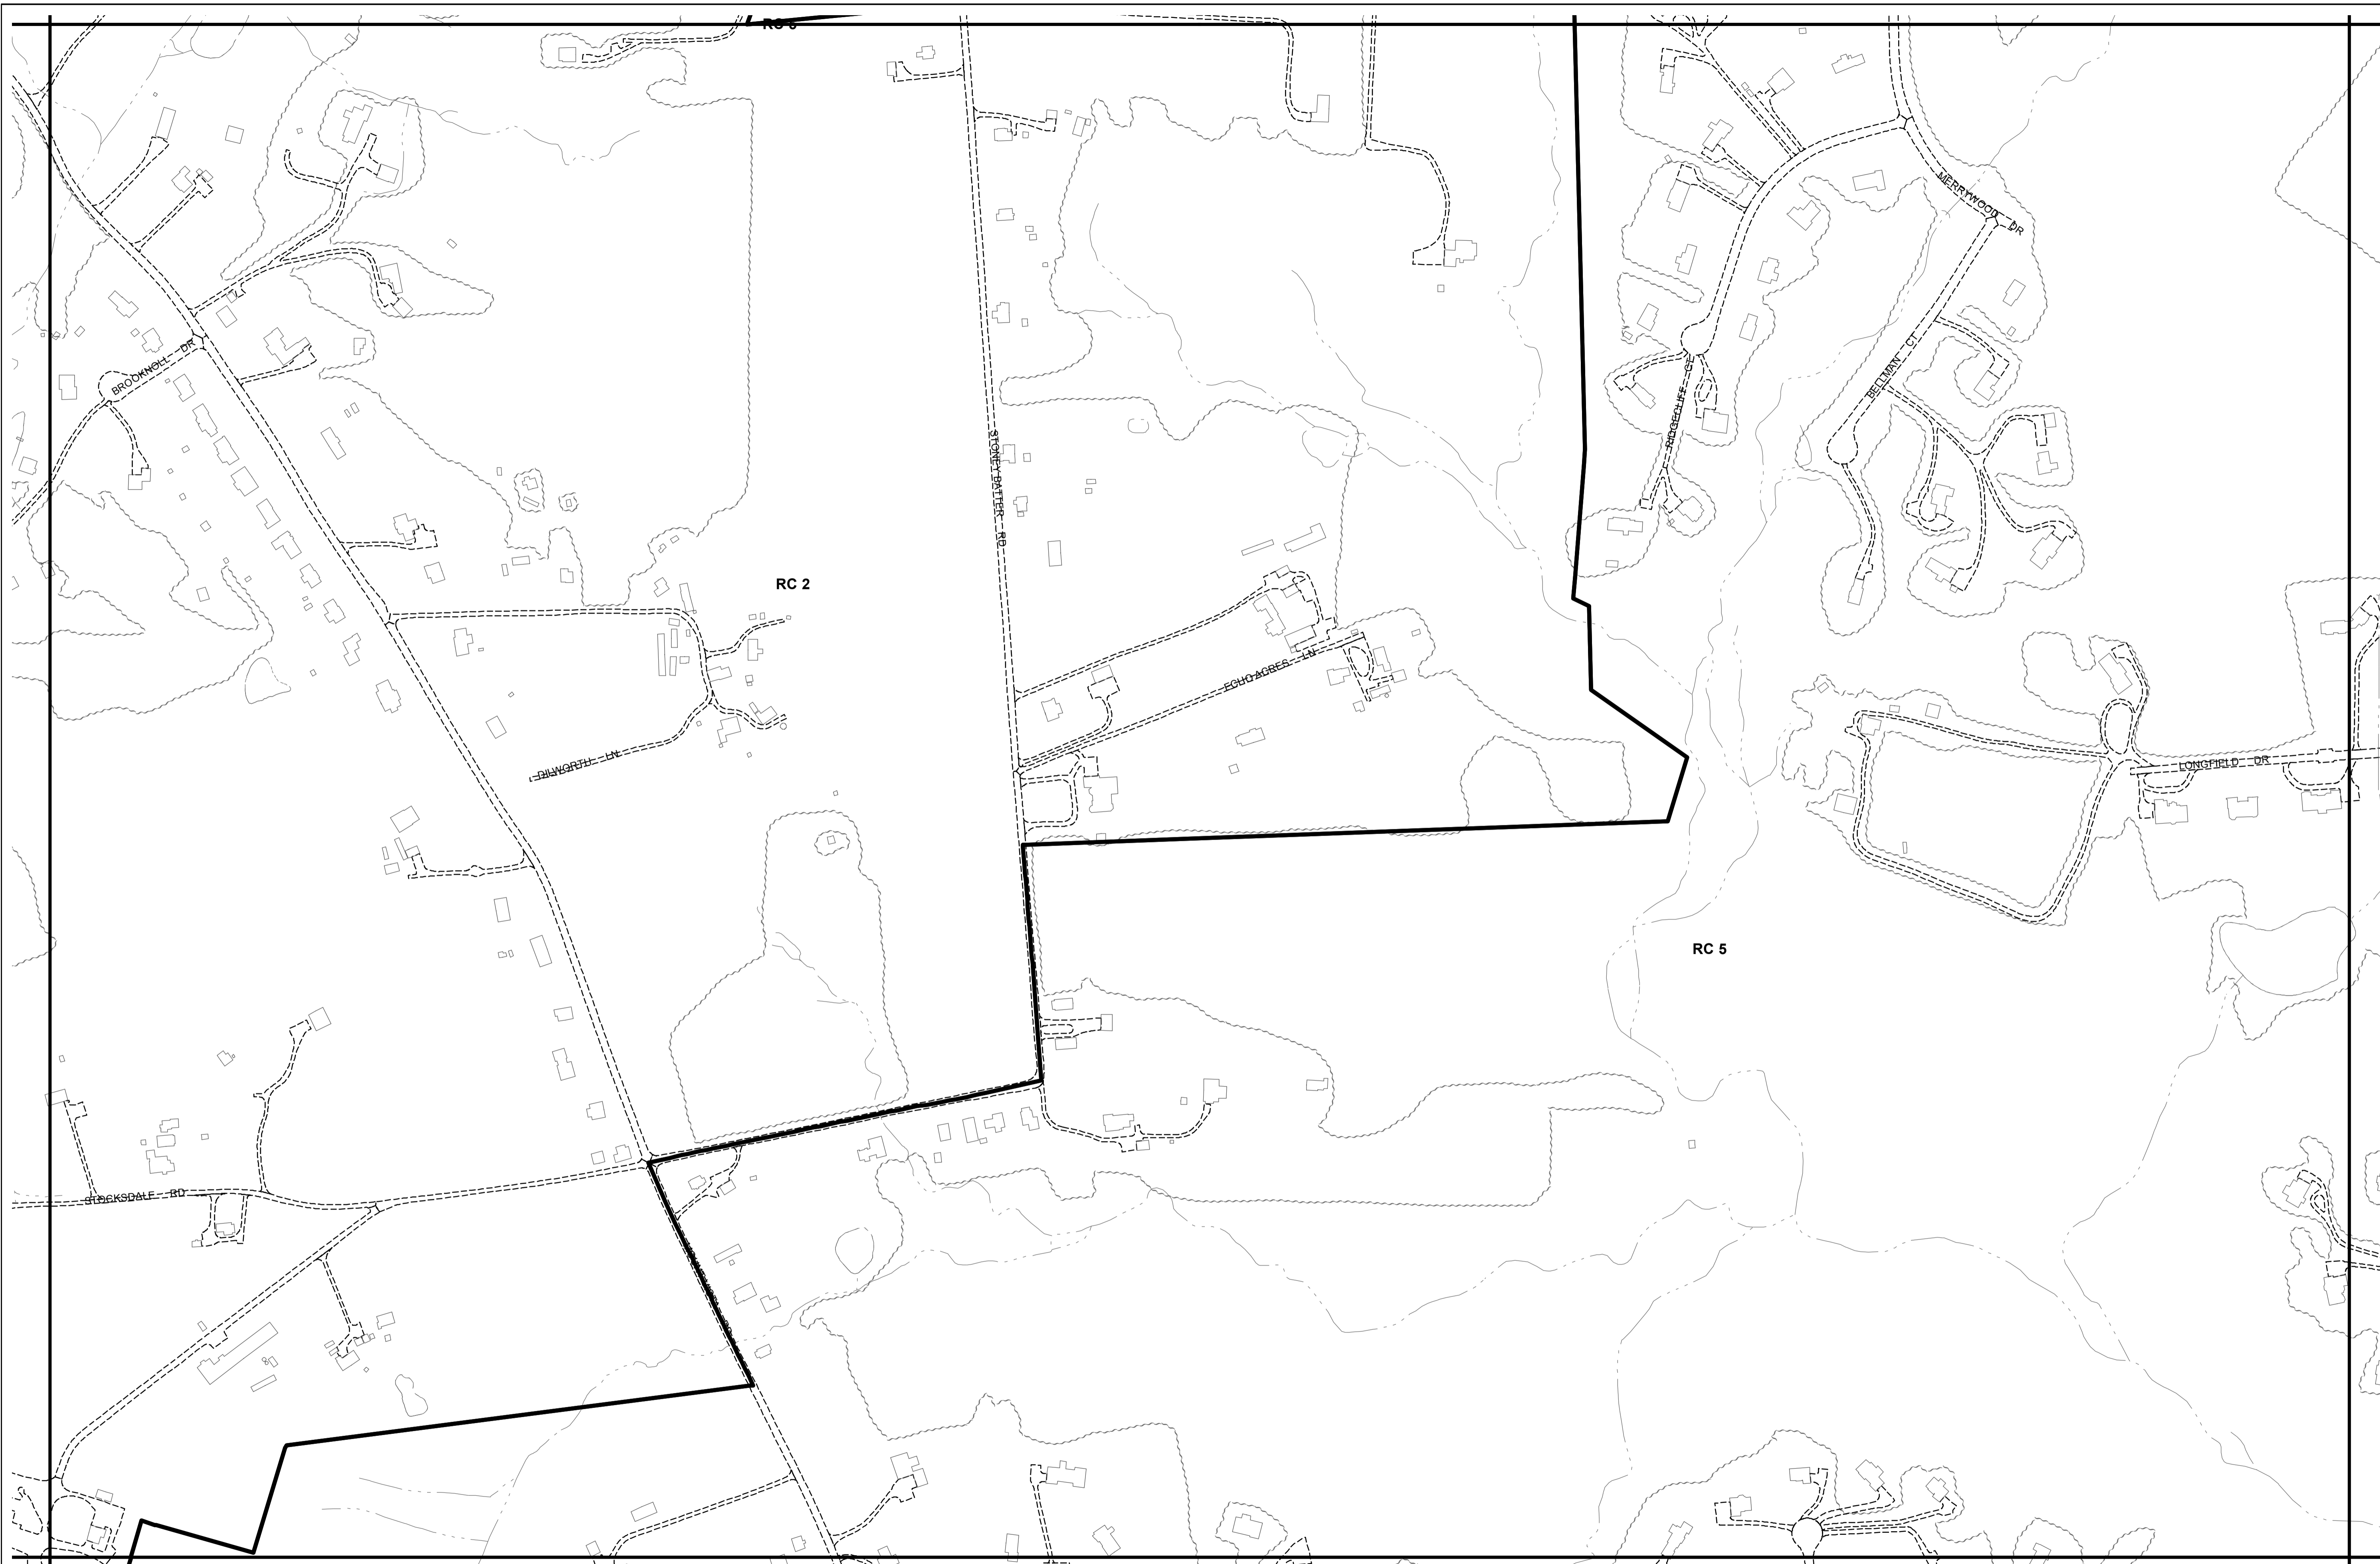 MERRYWOOD DR
BROOKNOLL DR
BELLMAN CT
RIDGECLIFF CT
STONEY BATTER RD
RC 2
ECHO ACRES LN
DILWORTH LN
LONGFIELD DR
RC 5
STOCKSDALE RD
RD